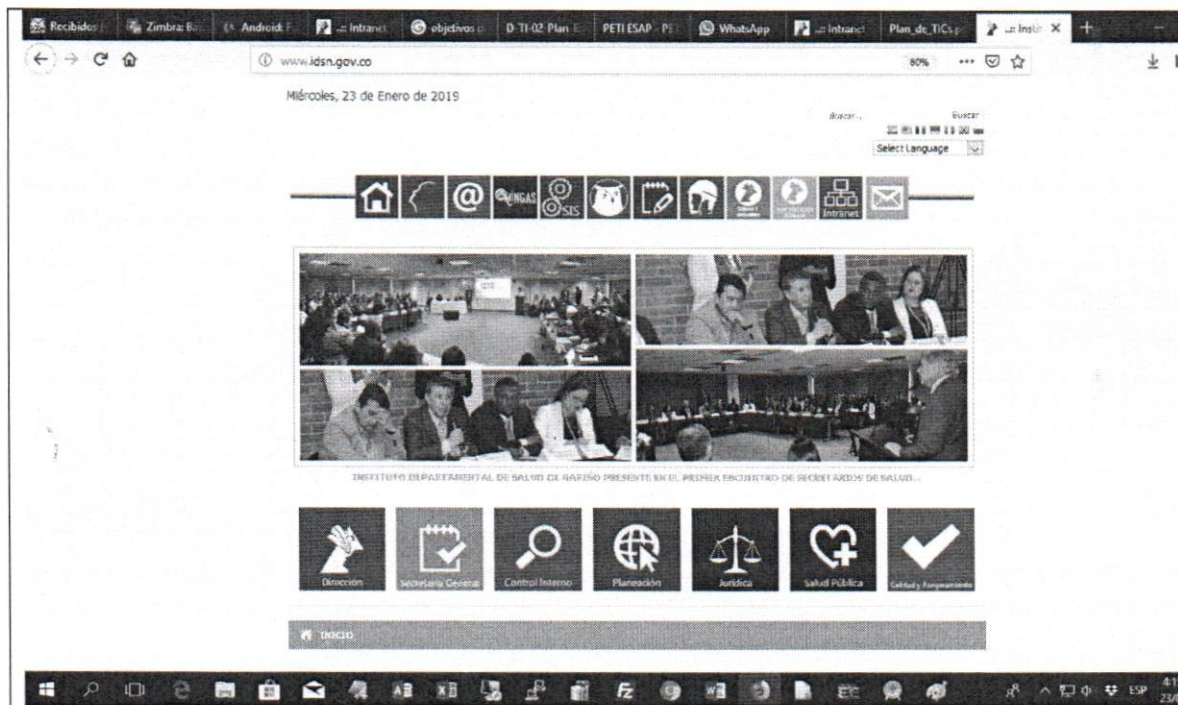 Recibidos
Zimbra: Ba
Android: F
..:: Intranet
objetivos
D-TI-02 Plan E
PETI ESAP - PE
WhatsApp
..:: Intranet
Plan_de_TICs.p
..:: Instit
www.idsn.gov.co
80%
Miércoles, 23 de Enero de 2019
Buscar...
Buscar
Select Language
SIS
Intranet
INSTITUTO DEPARTAMENTAL DE SALUD DE NARIÑO PRESENTE EN EL PRIMER ENCUENTRO DE SECRETARIOS DE SALUD...
Dirección
Secretaría General
Control Interno
Planeación
Jurídica
Salud Pública
Calidad y Aseguramiento
INICIO
ESP